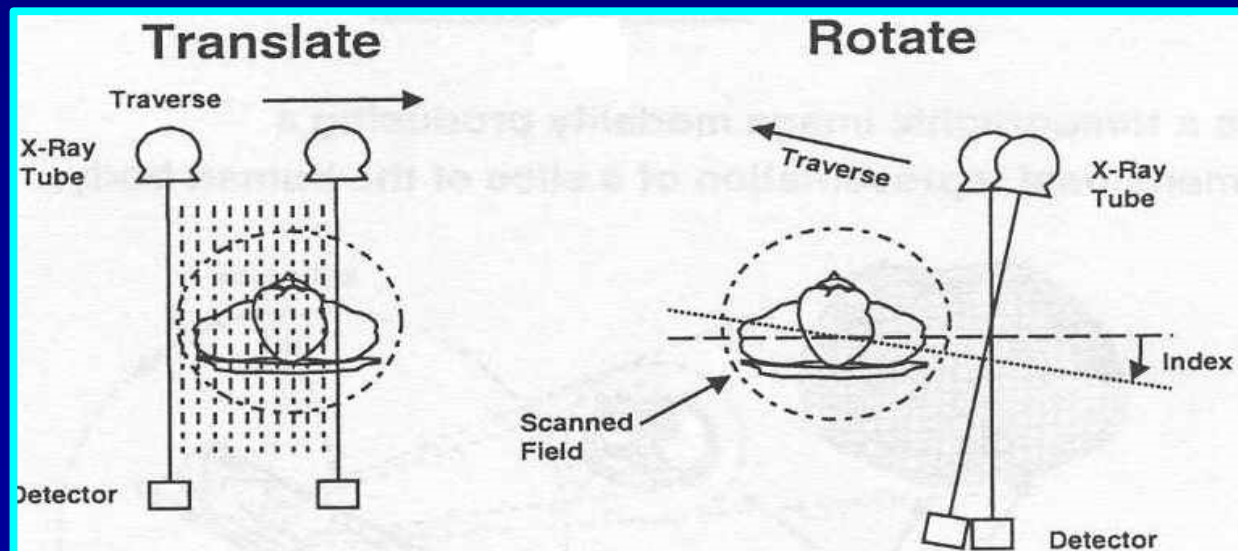 Translate
Traverse
X-Ray
Tube
Detector
Rotate
Traverse
X-Ray
Tube
Index
Scanned
Field
Detector